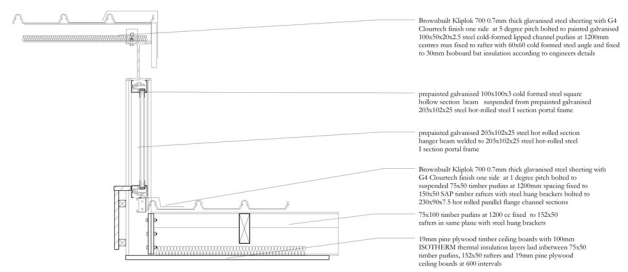 Brownbuilt Kliplok 700 0.7mm thick glavanised steel sheeting with G4
Clourtech finish one side at 5 degree pitch bolted to painted galvanised
100x50x20x2.5 steel cold-formed lipped channel purlins at 1200mm
centres max fixed to rafter with 60x60 cold formed steel angle and fixed
to 30mm Isoboard bat insulation according to engineers details
prepainted galvanised 100x100x3 cold formed steel square
hollow section beam suspended from prepainted galvanised
203x102x25 steel hot-rolled steel I section portal frame
prepainted galvanised 203x102x25 steel hot rolled section
hanger beam welded to 203x102x25 steel hot-rolled steel
I section portal frame
Brownbuilt Kliplok 700 0.7mm thick glavanised steel sheeting with
G4 Clourtech finish one side at 1 degree pitch bolted to
suspended 75x50 timber purlins at 1200mm spacing fixed to
150x50 SAP timber rafters with steel hung brackets bolted to
230x90x7.5 hot rolled parallel flange channel sections
75x100 timber purlins at 1200 cc fixed to 152x50
rafters in same plane with steel hung brackets
19mm pine plywood timber ceiling boards with 100mm
ISOTHERM thermal insulation layers laid inbetween 75x50
timber purlins, 152x50 rafters and 19mm pine plywood
ceiling boards at 600 intervals